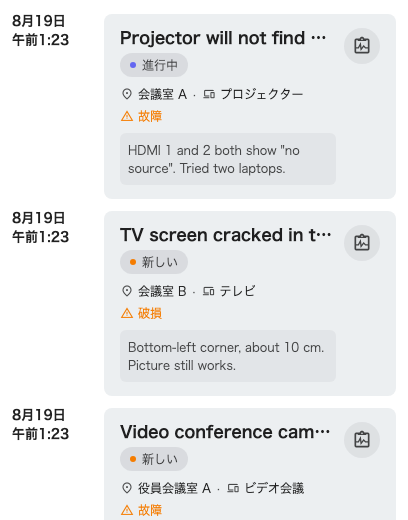 8月19日
午前1:23
Projector will not find …
進行中
会議室 A · プロジェクター
故障
HDMI 1 and 2 both show "no
source". Tried two laptops.
8月19日
午前1:23
TV screen cracked in t…
新しい
会議室 B · テレビ
破損
Bottom-left corner, about 10 cm.
Picture still works.
8月19日
午前1:23
Video conference cam…
新しい
役員会議室 A · ビデオ会議
故障